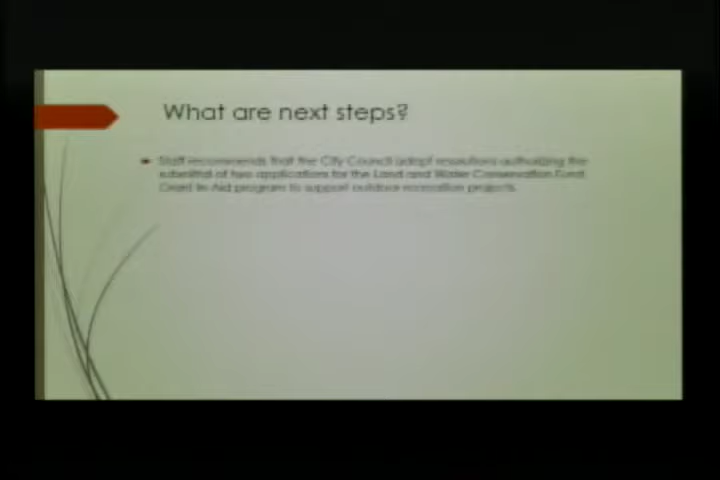 What are next steps?
Staff recommends that the City Council adopt resolutions authorizing the
submittal of two applications for the Land and Water Conservation Fund
Grant In Aid program to support outdoor recreation projects.